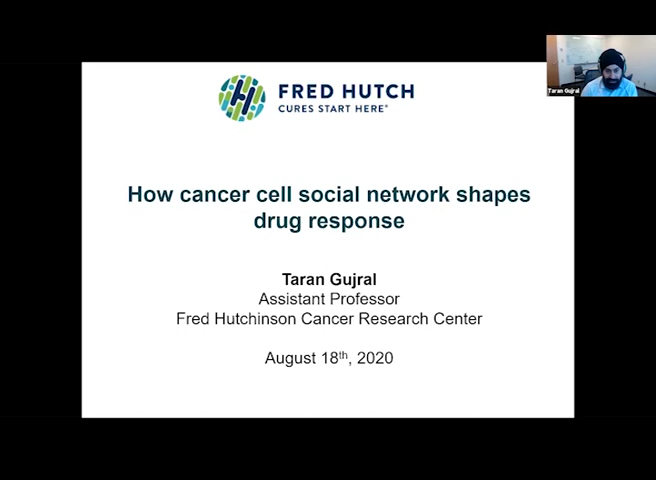 FRED HUTCH
CURES START HERE®
Taran Gujral
How cancer cell social network shapes
drug response
Taran Gujral
Assistant Professor
Fred Hutchinson Cancer Research Center
August 18th, 2020